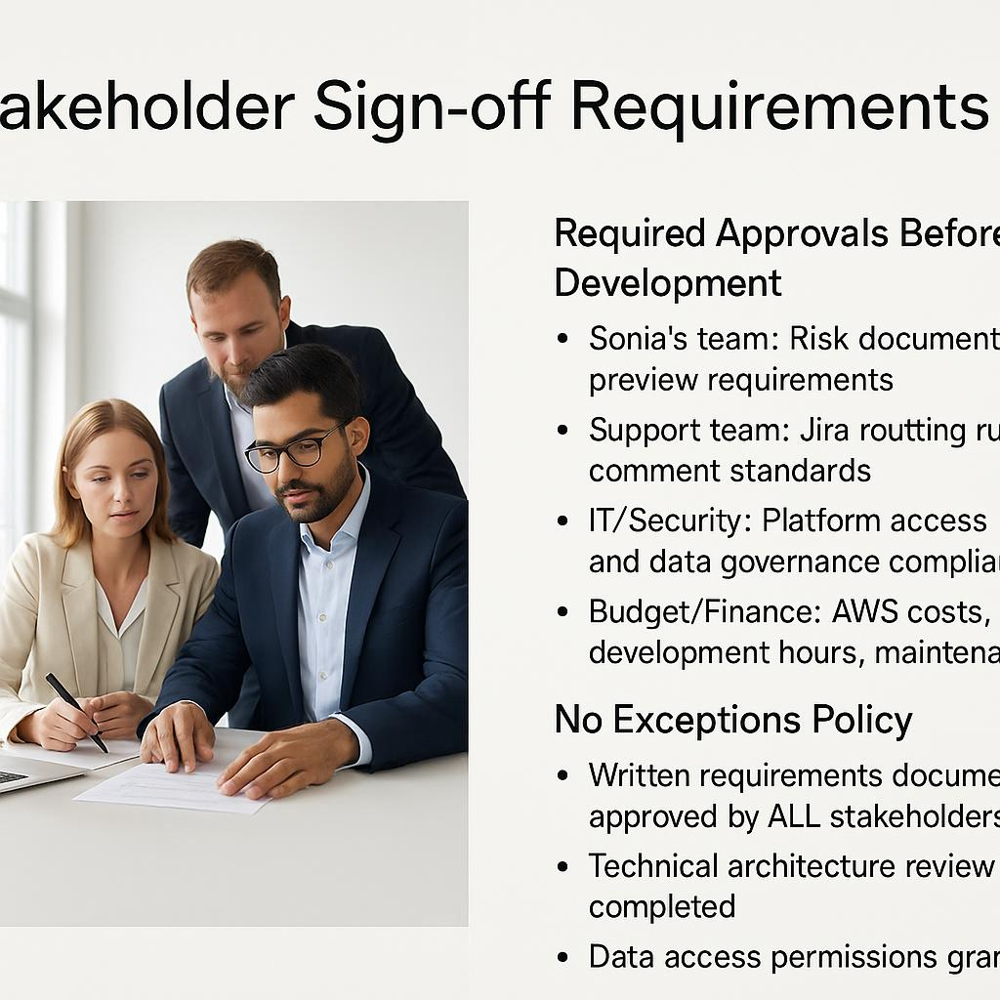 akeholder Sign-off Requirements
Required Approvals Before
Development
• Sonia's team: Risk document
preview requirements
• Support team: Jira routting ru
comment standards
• IT/Security: Platform access
and data governance complia
• Budget/Finance: AWS costs,
development hours, maintena
No Exceptions Policy
• Written requirements docume
approved by ALL stakeholders
• Technical architecture review
completed
• Data access permissions gran